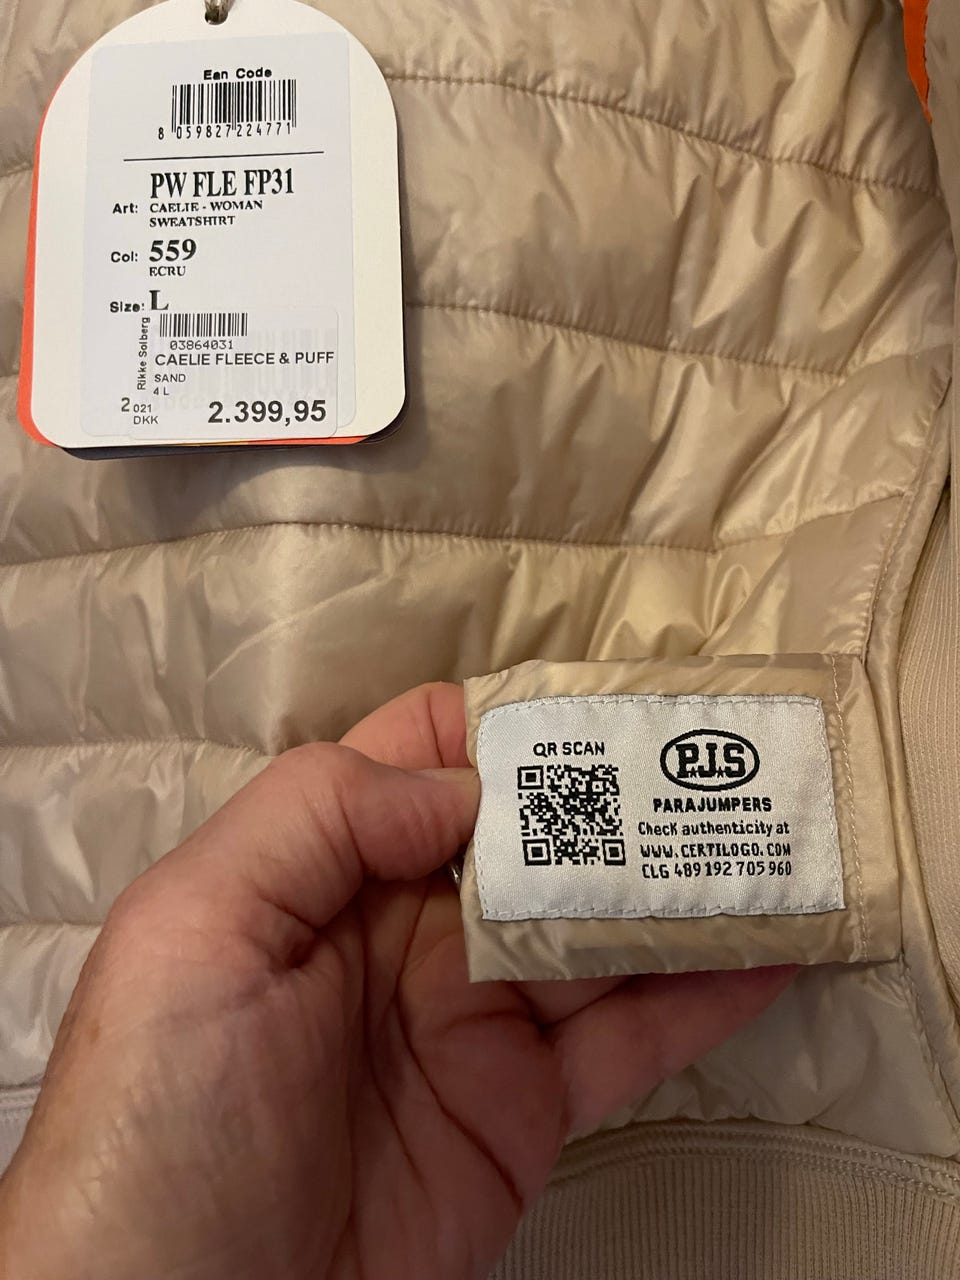 Ean Code
8 059827 224771
PW FLE FP31
Art: CAELIE - WOMAN
SWEATSHIRT
Col: 559
ECRU
Size: L
Rikke Solberg
03864031
CAELIE FLEECE & PUFF
SAND
4 L
2 021
DKK 2.399,95
QR SCAN
P.J.S
PARAJUMPERS
Check authenticity at
WWW.CERTILOGO.COM
CLG 489 192 705 960